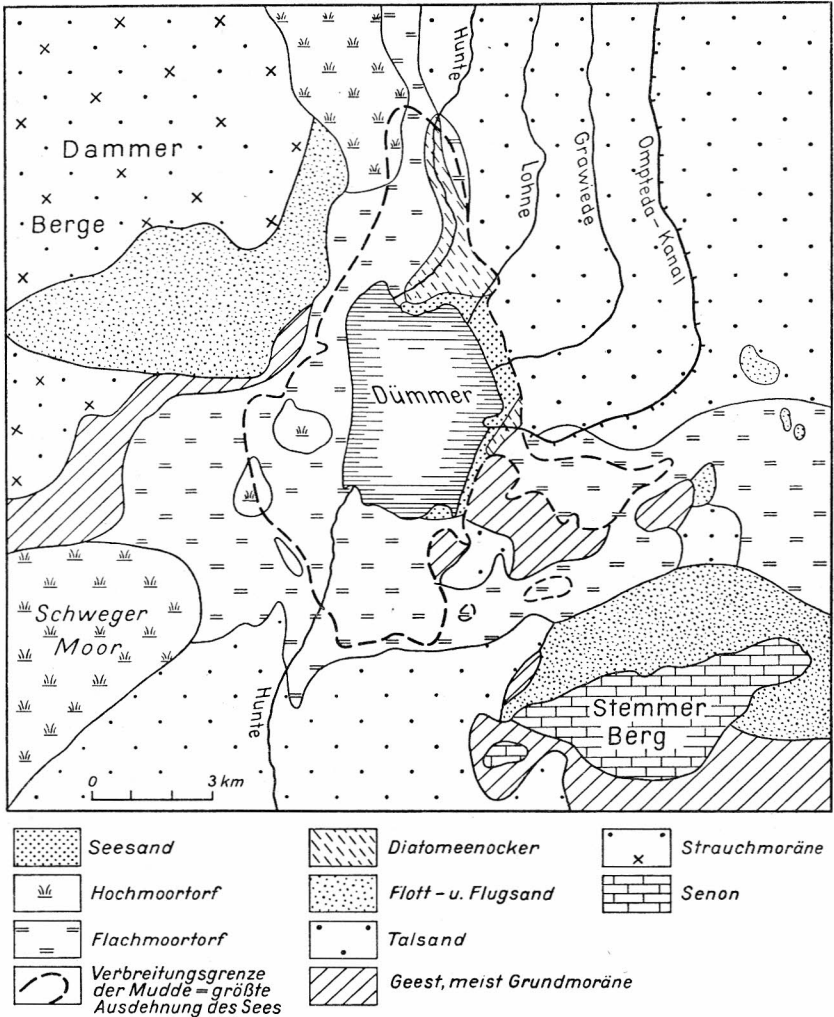 Hunte
Lohne
Grawiede
Ompteda-Kanal
Dammer
Berge
Dümmer
Schweger
Moor
Hunte
Stemmer
Berg
0 3 km
Seesand
Hochmoortorf
Flachmoortorf
Verbreitungsgrenze
der Mudde = größte
Ausdehnung des Sees
Diatomeenocker
Flott- u. Flugsand
Talsand
Geest, meist Grundmoräne
Strauchmoräne
Senon